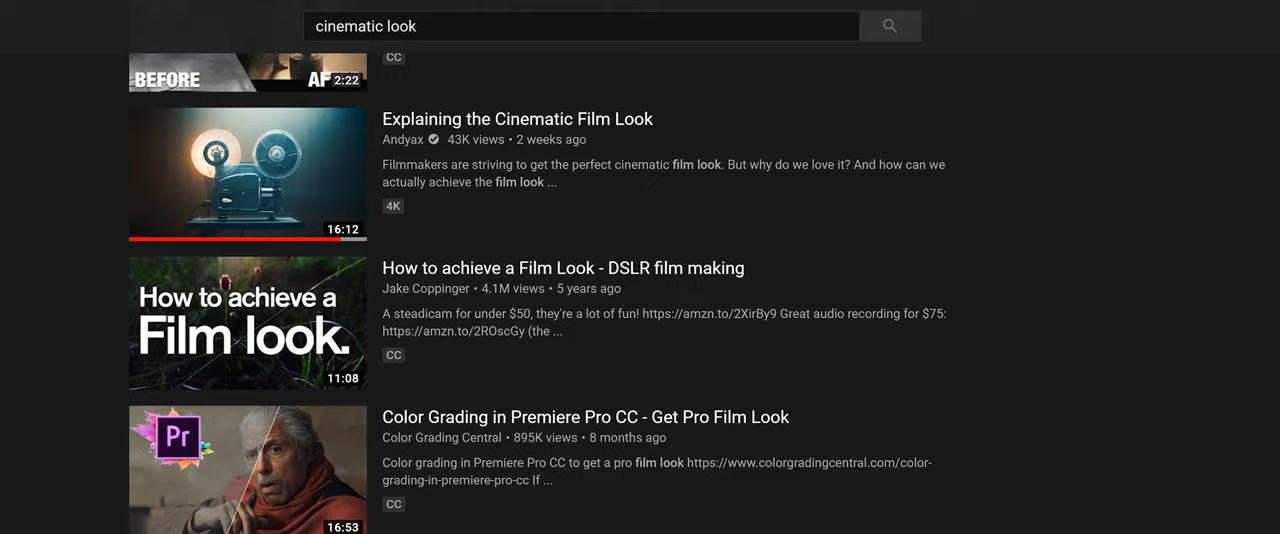 cinematic look
BEFORE
AF
2:22
CC
Explaining the Cinematic Film Look
Andyax 43K views • 2 weeks ago
Filmmakers are striving to get the perfect cinematic film look. But why do we love it? And how can we
actually achieve the film look ...
4K
16:12
How to achieve a Film Look - DSLR film making
Jake Coppinger • 4.1M views • 5 years ago
A steadicam for under $50, they're a lot of fun! https://amzn.to/2XirBy9 Great audio recording for $75:
https://amzn.to/2ROscGy (the ...
CC
How to achieve a
Film look.
11:08
Color Grading in Premiere Pro CC - Get Pro Film Look
Color Grading Central • 895K views • 8 months ago
Color grading in Premiere Pro CC to get a pro film look https://www.colorgradingcentral.com/color-
grading-in-premiere-pro-cc If ...
CC
Pr
16:53